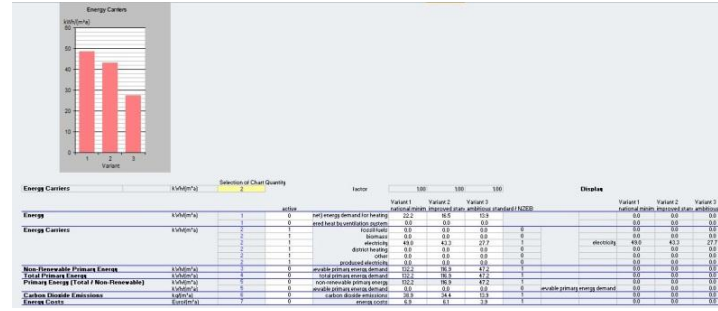 Energy Carriers
kWh/(m²a)
60
50
40
30
20
10
0
1 2 3
Variant
Selection of Chart Quantity
Energy Carriers kWh/(m²a) 2 factor 100 100 100 Display
Variant 1 Variant 2 Variant 3 Variant 1 Variant 2 Variant 3
active national minim improved stan ambitious standard / NZEB national minim improved stan ambitious
Energy kWh/(m²a) 1 0 net) energy demand for heating 22.2 16.5 13.9 0.0 0.0 0.0
1 0 ered heat by ventilation system 0.0 0.0 0.0 0.0 0.0 0.0
Energy Carriers kWh/(m²a) 2 1 fossil fuels 0.0 0.0 0.0 0 0.0 0.0 0.0
2 1 biomass 0.0 0.0 0.0 0 0.0 0.0 0.0
2 1 electricity 49.0 43.3 27.7 1 electricity 49.0 43.3 27.7
2 1 district heating 0.0 0.0 0.0 0 0.0 0.0 0.0
2 1 other 0.0 0.0 0.0 0 0.0 0.0 0.0
2 1 produced electricity 0.0 0.0 0.0 0 0.0 0.0 0.0
Non-Renewable Primary Energy kWh/(m²a) 3 0 ewable primary energy demand 132.2 116.9 47.2 1 0.0 0.0 0.0
Total Primary Energy kWh/(m²a) 4 0 total primary energy demand 132.2 116.9 47.2 1 0.0 0.0 0.0
Primary Energy (Total / Non-Renewable) kWh/(m²a) 5 0 non-renewable primary energy 132.2 116.9 47.2 1 0.0 0.0 0.0
kWh/(m²a) 5 0 ewable primary energy demand 0.0 0.0 0.0 0 ewable primary energy demand 0.0 0.0 0.0
Carbon Dioxide Emissions kg/(m²a) 6 0 carbon dioxide emissions 38.9 34.4 13.9 1 0.0 0.0 0.0
Energy Costs Euro/(m²a) 7 0 energy costs 6.9 6.1 3.9 1 0.0 0.0 0.0